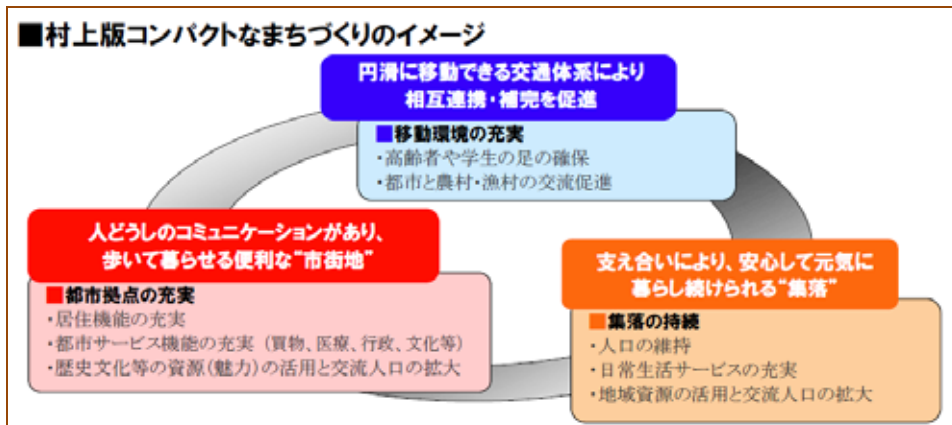 ■村上版コンパクトなまちづくりのイメージ
円滑に移動できる交通体系により
相互連携・補完を促進
■移動環境の充実
・高齢者や学生の足の確保
・都市と農村・漁村の交流促進
人どうしのコミュニケーションがあり、
歩いて暮らせる便利な“市街地”
■都市拠点の充実
・居住機能の充実
・都市サービス機能の充実（買物、医療、行政、文化等）
・歴史文化等の資源（魅力）の活用と交流人口の拡大
支え合いにより、安心して元気に
暮らし続けられる“集落”
■集落の持続
・人口の維持
・日常生活サービスの充実
・地域資源の活用と交流人口の拡大